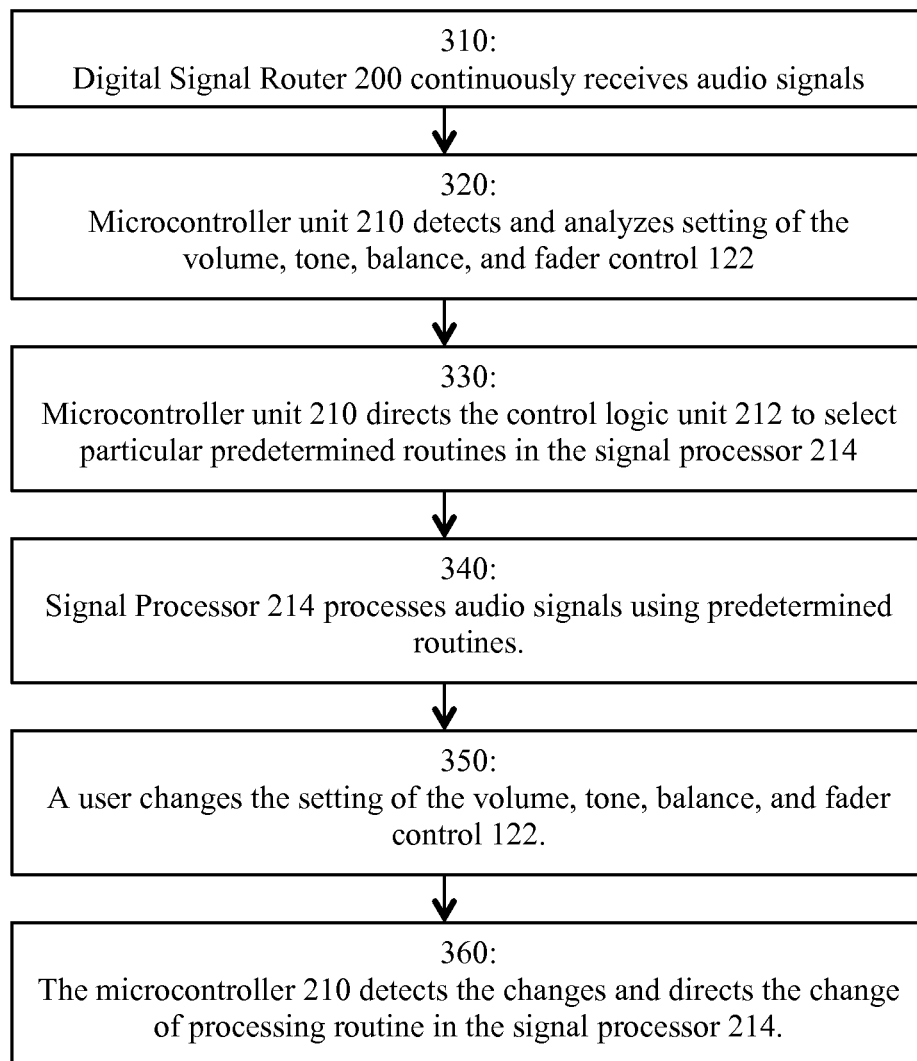 310:
Digital Signal Router 200 continuously receives audio signals
320:
Microcontroller unit 210 detects and analyzes setting of the
volume, tone, balance, and fader control 122
330:
Microcontroller unit 210 directs the control logic unit 212 to select
particular predetermined routines in the signal processor 214
340:
Signal Processor 214 processes audio signals using predetermined
routines.
350:
A user changes the setting of the volume, tone, balance, and fader
control 122.
360:
The microcontroller 210 detects the changes and directs the change
of processing routine in the signal processor 214.